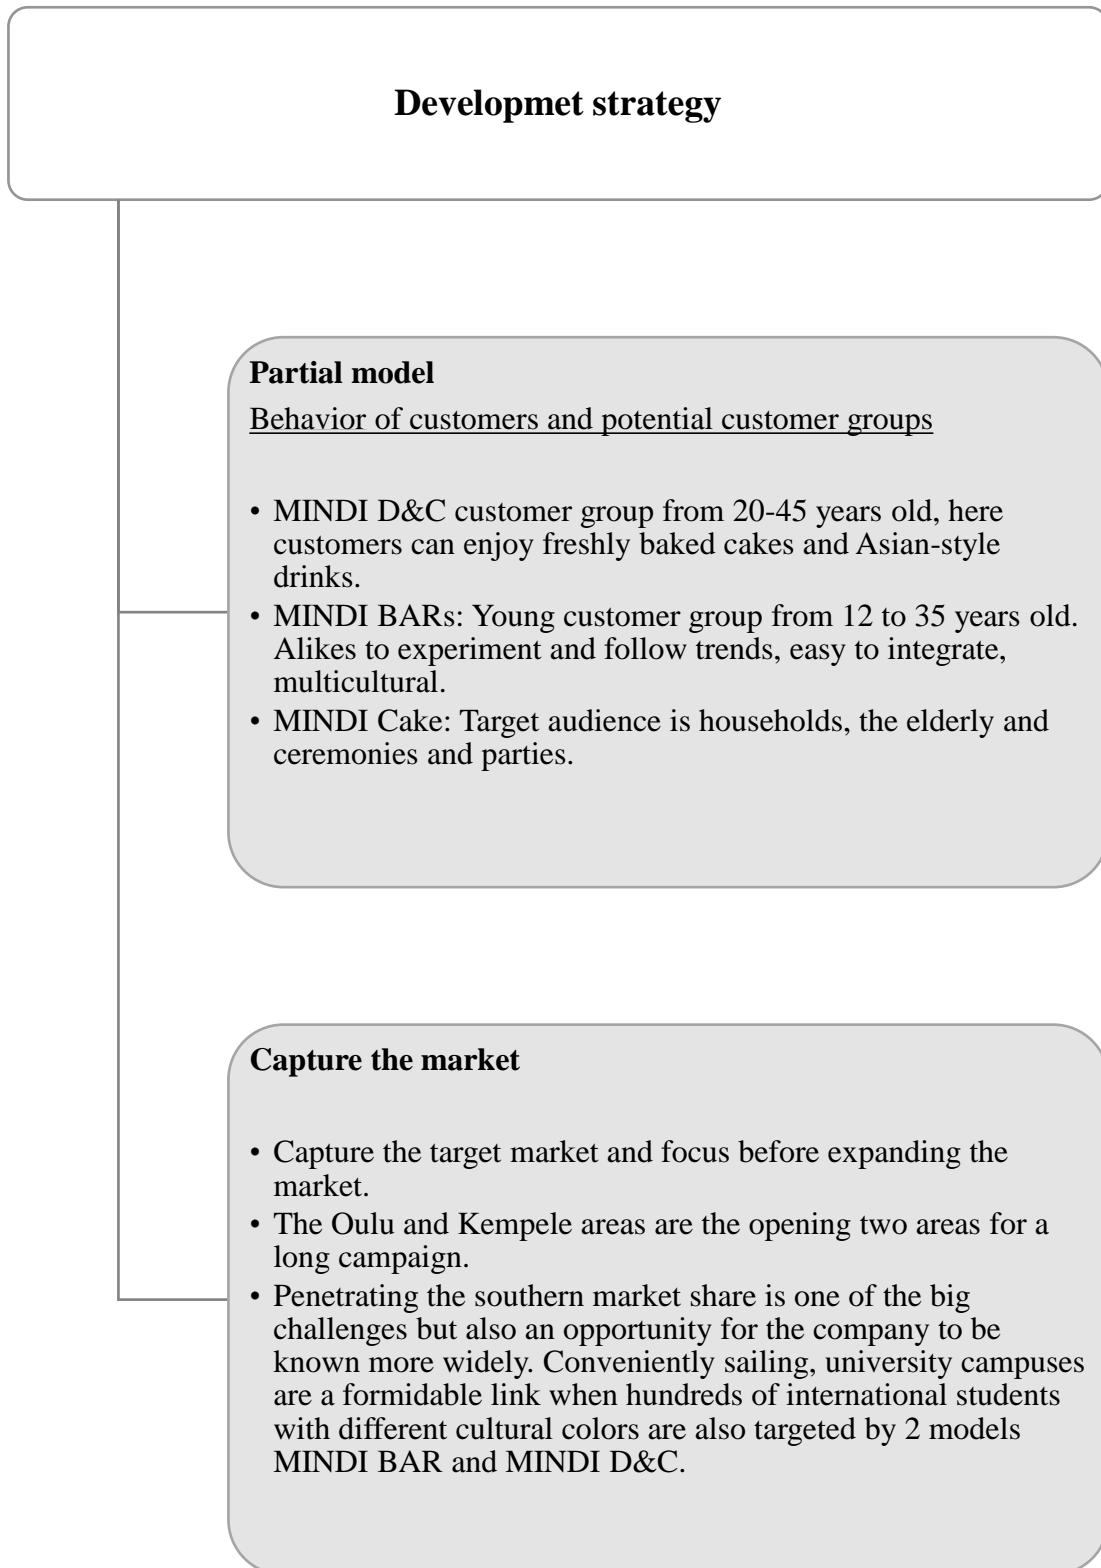 Developmet strategy
Partial model
Behavior of customers and potential customer groups
• MINDI D&C customer group from 20-45 years old, here
customers can enjoy freshly baked cakes and Asian-style
drinks.
• MINDI BARs: Young customer group from 12 to 35 years old.
Alikes to experiment and follow trends, easy to integrate,
multicultural.
• MINDI Cake: Target audience is households, the elderly and
ceremonies and parties.
Capture the market
• Capture the target market and focus before expanding the
market.
• The Oulu and Kempele areas are the opening two areas for a
long campaign.
• Penetrating the southern market share is one of the big
challenges but also an opportunity for the company to be
known more widely. Conveniently sailing, university campuses
are a formidable link when hundreds of international students
with different cultural colors are also targeted by 2 models
MINDI BAR and MINDI D&C.